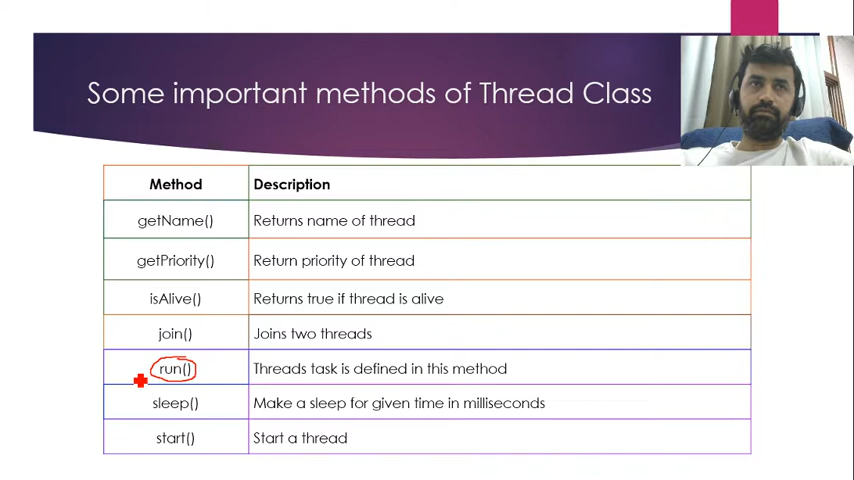 Some important methods of Thread Class
Method Description
getName() Returns name of thread
getPriority() Return priority of thread
isAlive() Returns true if thread is alive
join() Joins two threads
run() Threads task is defined in this method
sleep() Make a sleep for given time in milliseconds
start() Start a thread